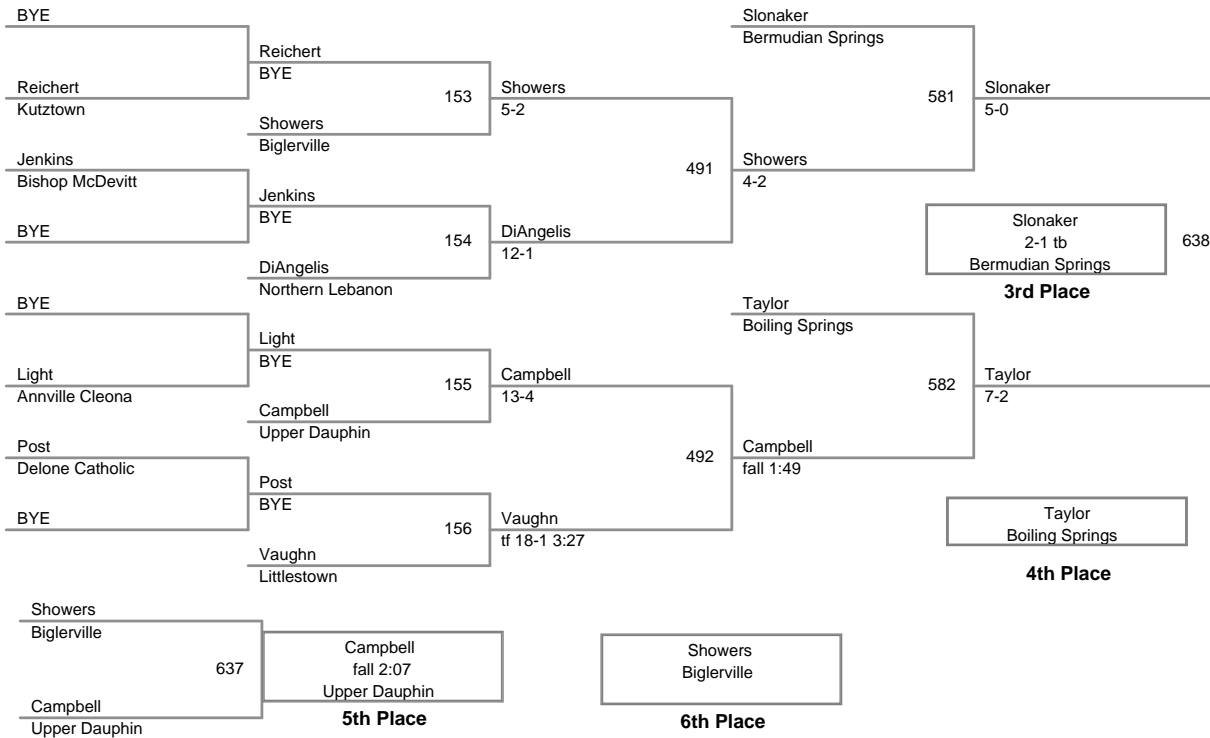 BYE
Reichert
Kutztown
Jenkins
Bishop McDevitt
BYE
BYE
Light
Annville Cleona
Post
Delone Catholic
BYE
Reichert
BYE
153
Showers
Biglerville
Jenkins
BYE
154
DiAngelis
Northern Lebanon
Light
BYE
155
Campbell
Upper Dauphin
Post
BYE
156
Vaughn
Littlestown
Showers
5-2
491
DiAngelis
12-1
Campbell
13-4
492
Vaughn
tf 18-1 3:27
Slonaker
Bermudian Springs
581
Showers
4-2
Taylor
Boiling Springs
582
Campbell
fall 1:49
Slonaker
5-0
Slonaker
2-1 tb
Bermudian Springs
638
3rd Place
Taylor
7-2
Taylor
Boiling Springs
4th Place
Showers
Biglerville
637
Campbell
Upper Dauphin
Campbell
fall 2:07
Upper Dauphin
5th Place
Showers
Biglerville
6th Place